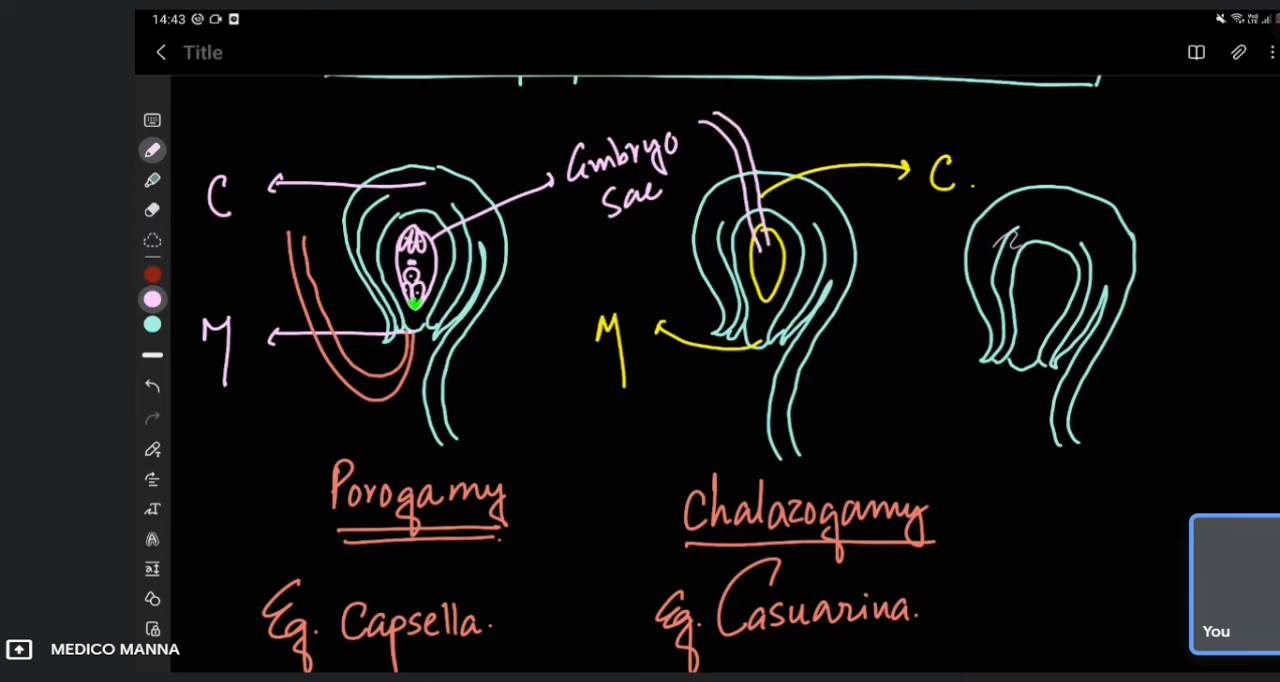 14:43
Title
Embryo
sac
C
C.
M
M
Porogamy
Chalazogamy
Eg. Capsella.
Eg. Casuarina.
You
MEDICO MANNA